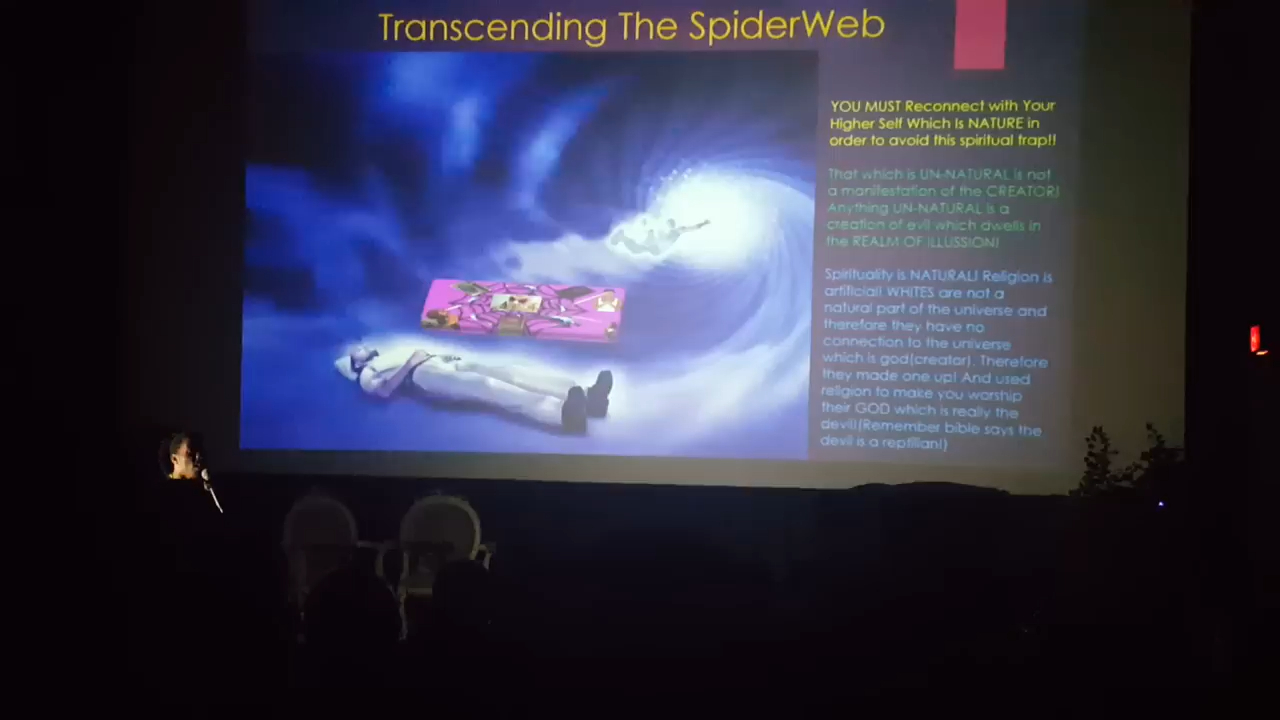 Transcending The SpiderWeb
YOU MUST Reconnect with Your
Higher Self Which Is NATURE in
order to avoid this spiritual trap!!
That which is UN-NATURAL is not
a manifestation of the CREATOR!
Anything UN-NATURAL is a
creation of evil which dwells in
the REALM OF ILLUSSION!
Spirituality is NATURAL! Religion is
artificial! WHITES are not a
natural part of the universe and
therefore they have no
connection to the universe
which is god(creator). Therefore
they made one up! And used
religion to make you worship
their GOD which is really the
devil!(Remember bible says the
devil is a reptilian!)